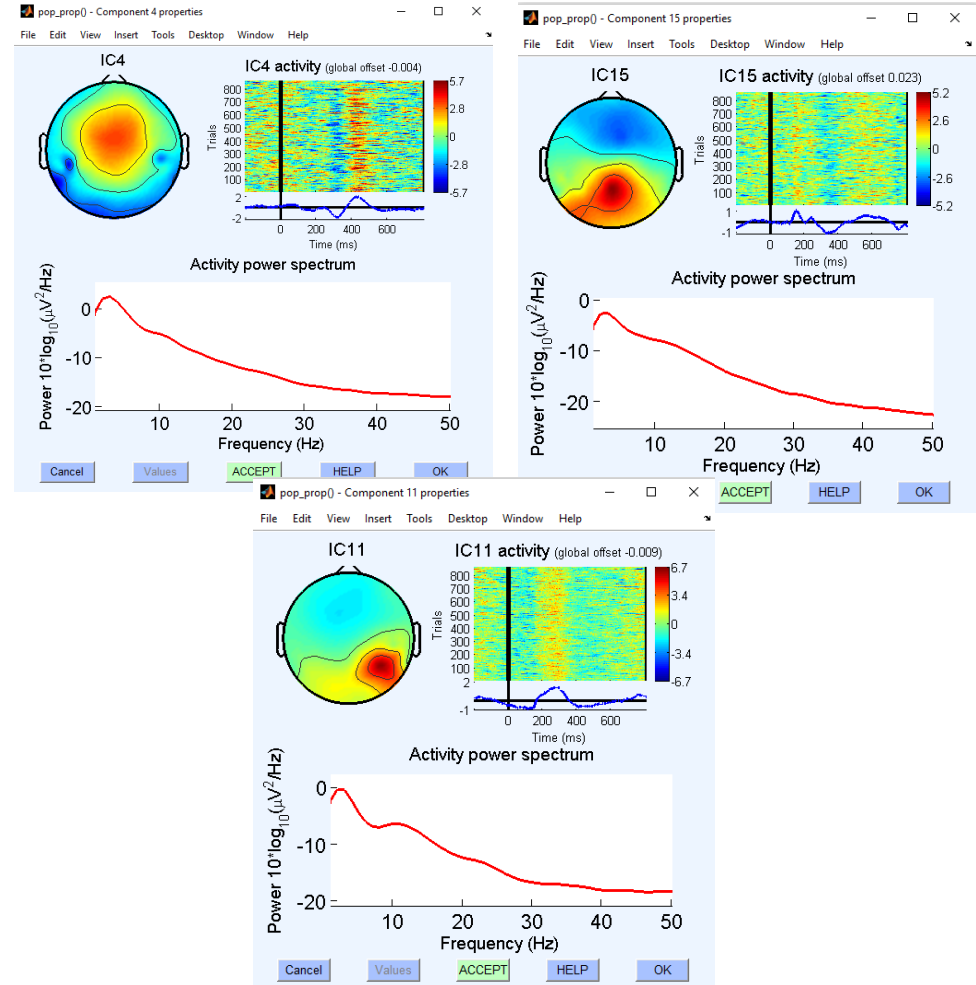 pop_prop() - Component 4 properties
File Edit View Insert Tools Desktop Window Help
IC4
IC4 activity (global offset -0.004)
Trials
800
700
600
500
400
300
200
100
5.7
2.8
0
-2.8
-5.7
2
-2
0 200 400 600
Time (ms)
Activity power spectrum
Power 10*log10(μV2/Hz)
0
-10
-20
10 20 30 40 50
Frequency (Hz)
Cancel Values ACCEPT HELP OK
pop_prop() - Component 15 properties
File Edit View Insert Tools Desktop Window Help
IC15
IC15 activity (global offset 0.023)
Trials
800
700
600
500
400
300
200
100
5.2
2.6
0
-2.6
-5.2
1
-1
0 200 400 600
Time (ms)
Activity power spectrum
Power 10*log10(μV2/Hz)
0
-10
-20
10 20 30 40 50
Frequency (Hz)
ACCEPT HELP OK
pop_prop() - Component 11 properties
File Edit View Insert Tools Desktop Window Help
IC11
IC11 activity (global offset -0.009)
Trials
800
700
600
500
400
300
200
100
6.7
3.4
0
-3.4
-6.7
2
-1
0 200 400 600
Time (ms)
Activity power spectrum
Power 10*log10(μV2/Hz)
0
-10
-20
10 20 30 40 50
Frequency (Hz)
Cancel Values ACCEPT HELP OK